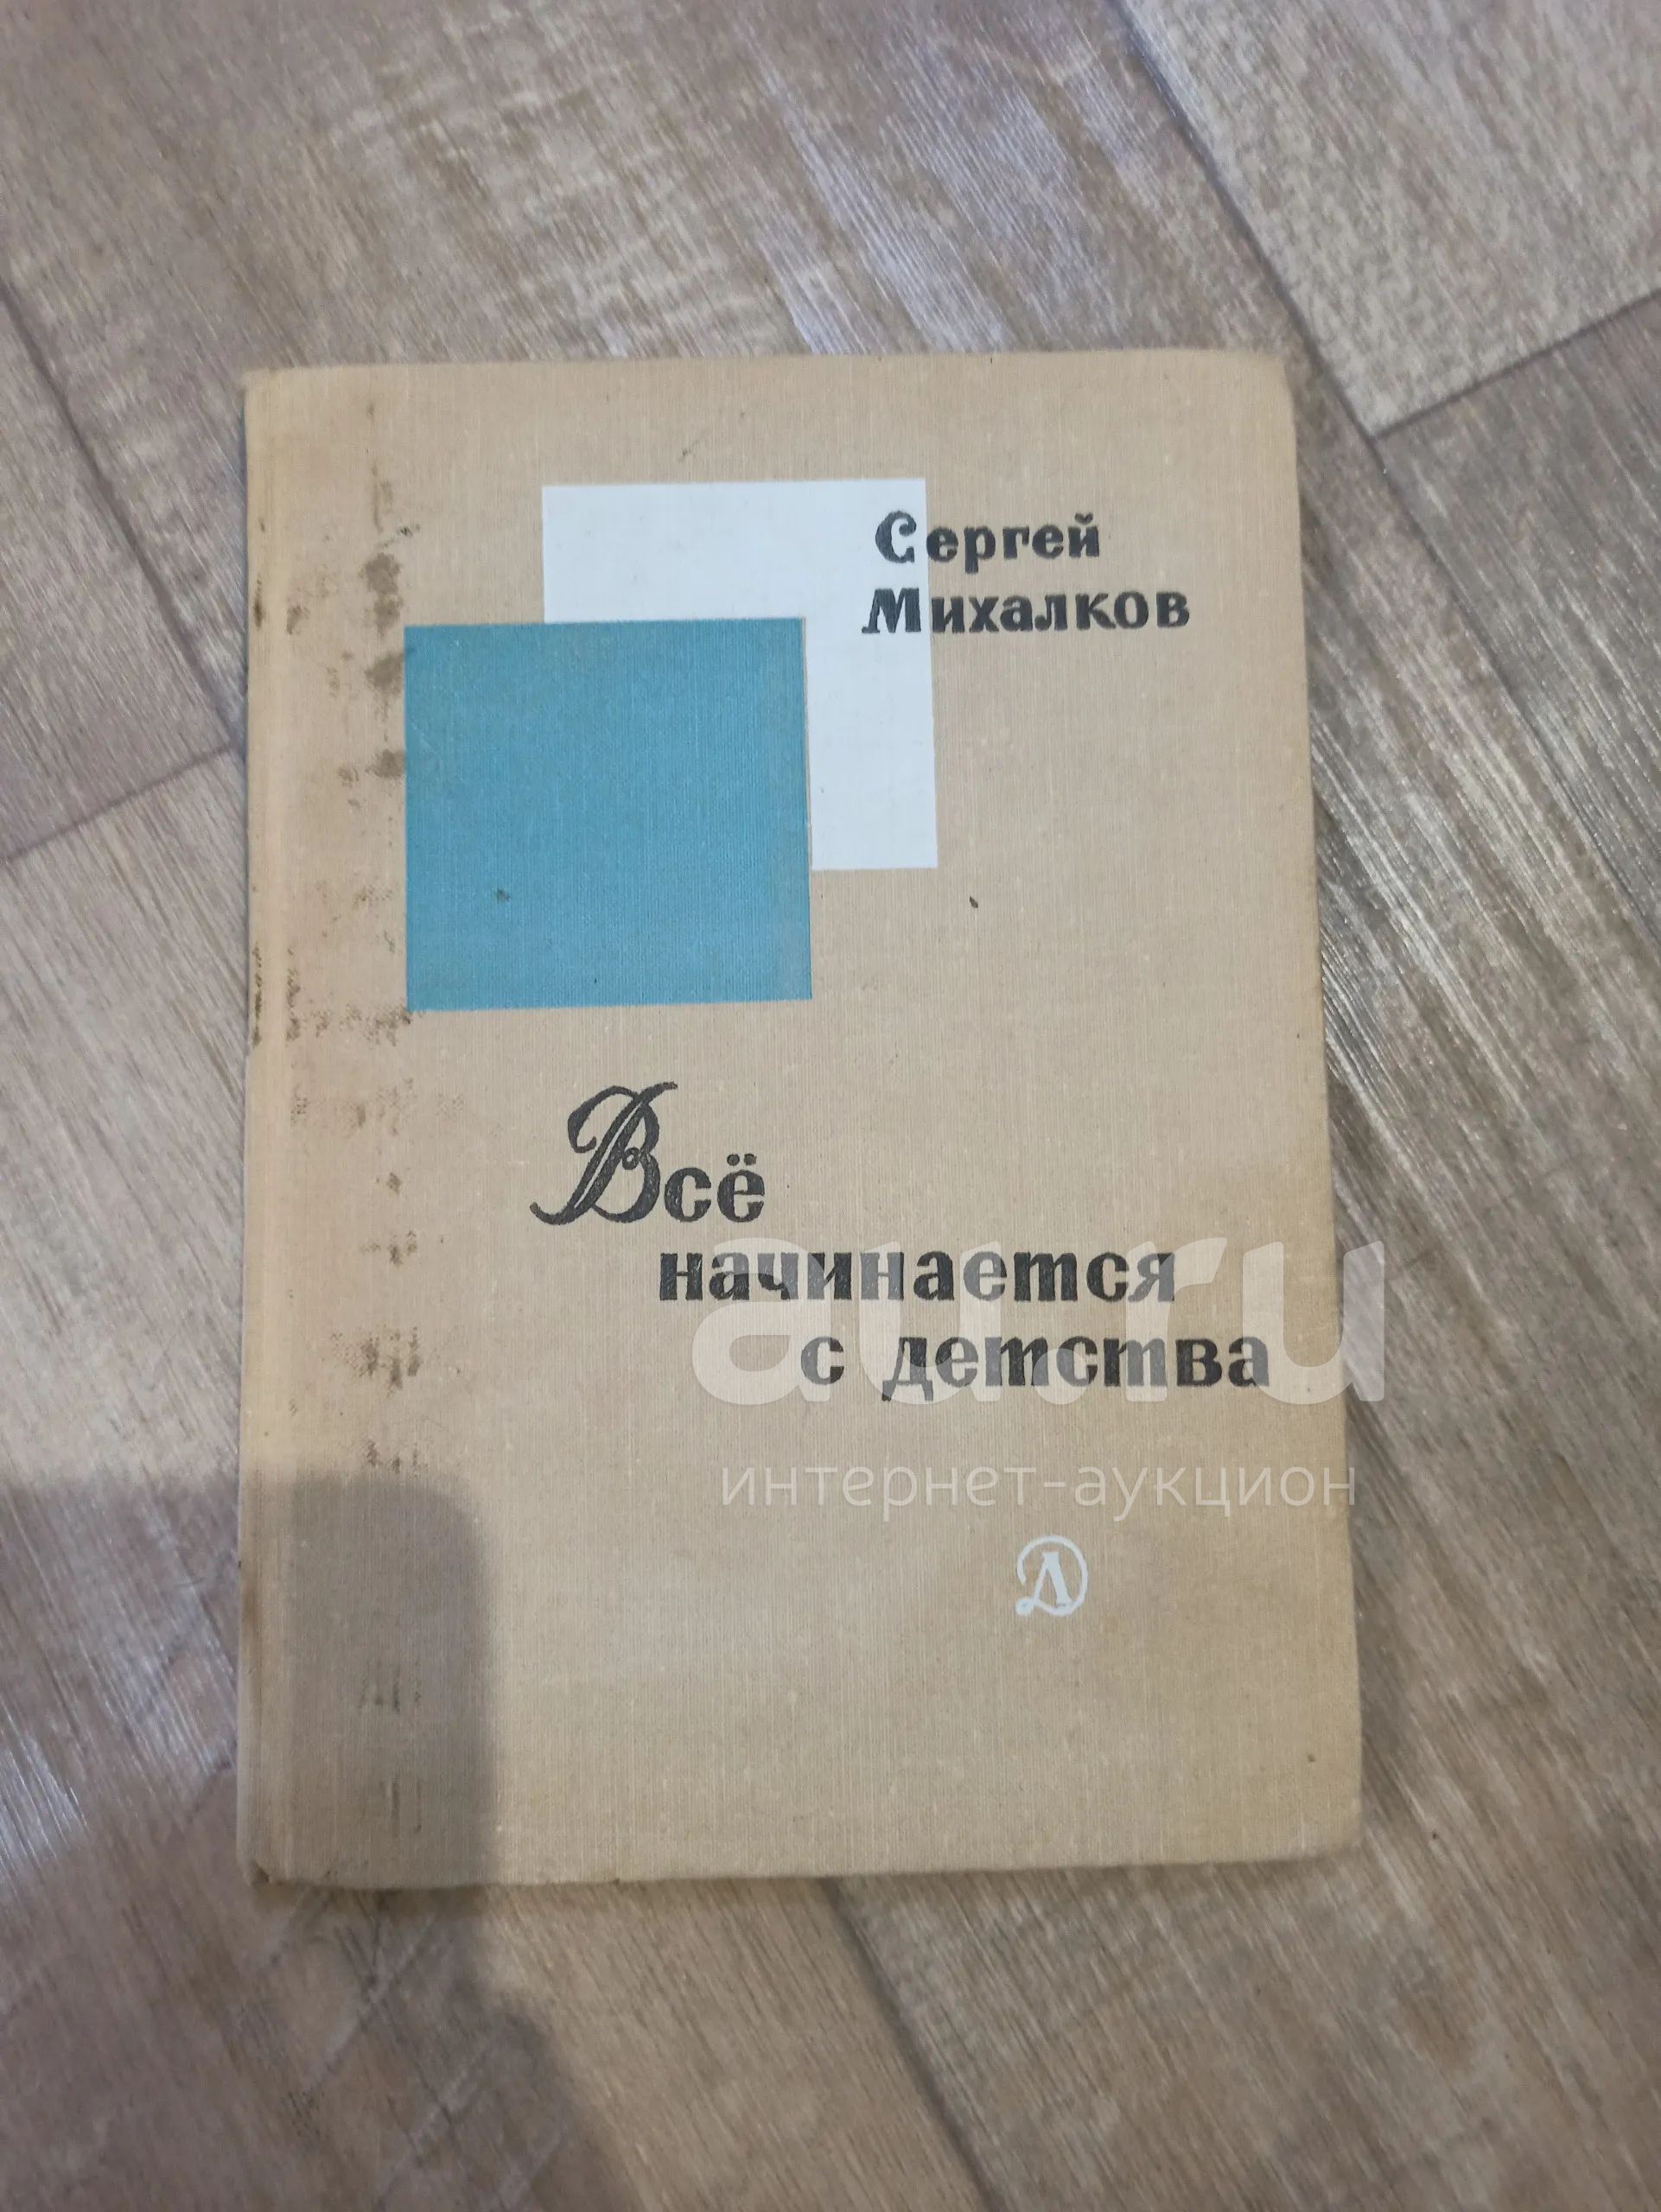 Сергей
Михалков
Всё
начинается
с детства
au.ru
интернет-аукцион
Д